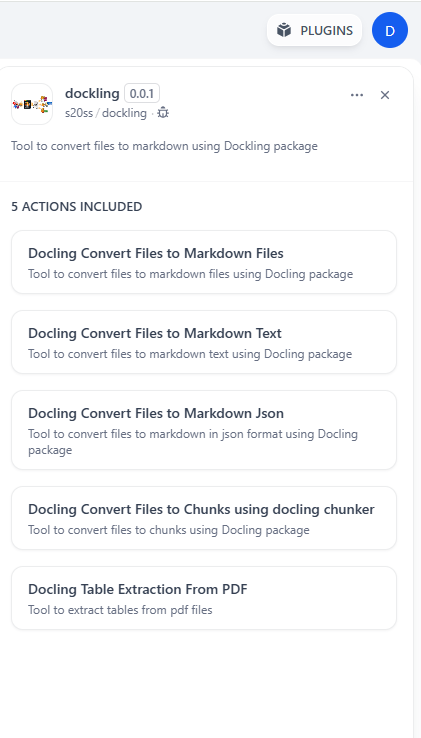 PLUGINS
D
dockling 0.0.1
s20ss / dockling ·
Tool to convert files to markdown using Dockling package
5 ACTIONS INCLUDED
Docling Convert Files to Markdown Files
Tool to convert files to markdown files using Docling package
Docling Convert Files to Markdown Text
Tool to convert files to markdown text using Docling package
Docling Convert Files to Markdown Json
Tool to convert files to markdown in json format using Docling
package
Docling Convert Files to Chunks using docling chunker
Tool to convert files to chunks using Docling package
Docling Table Extraction From PDF
Tool to extract tables from pdf files